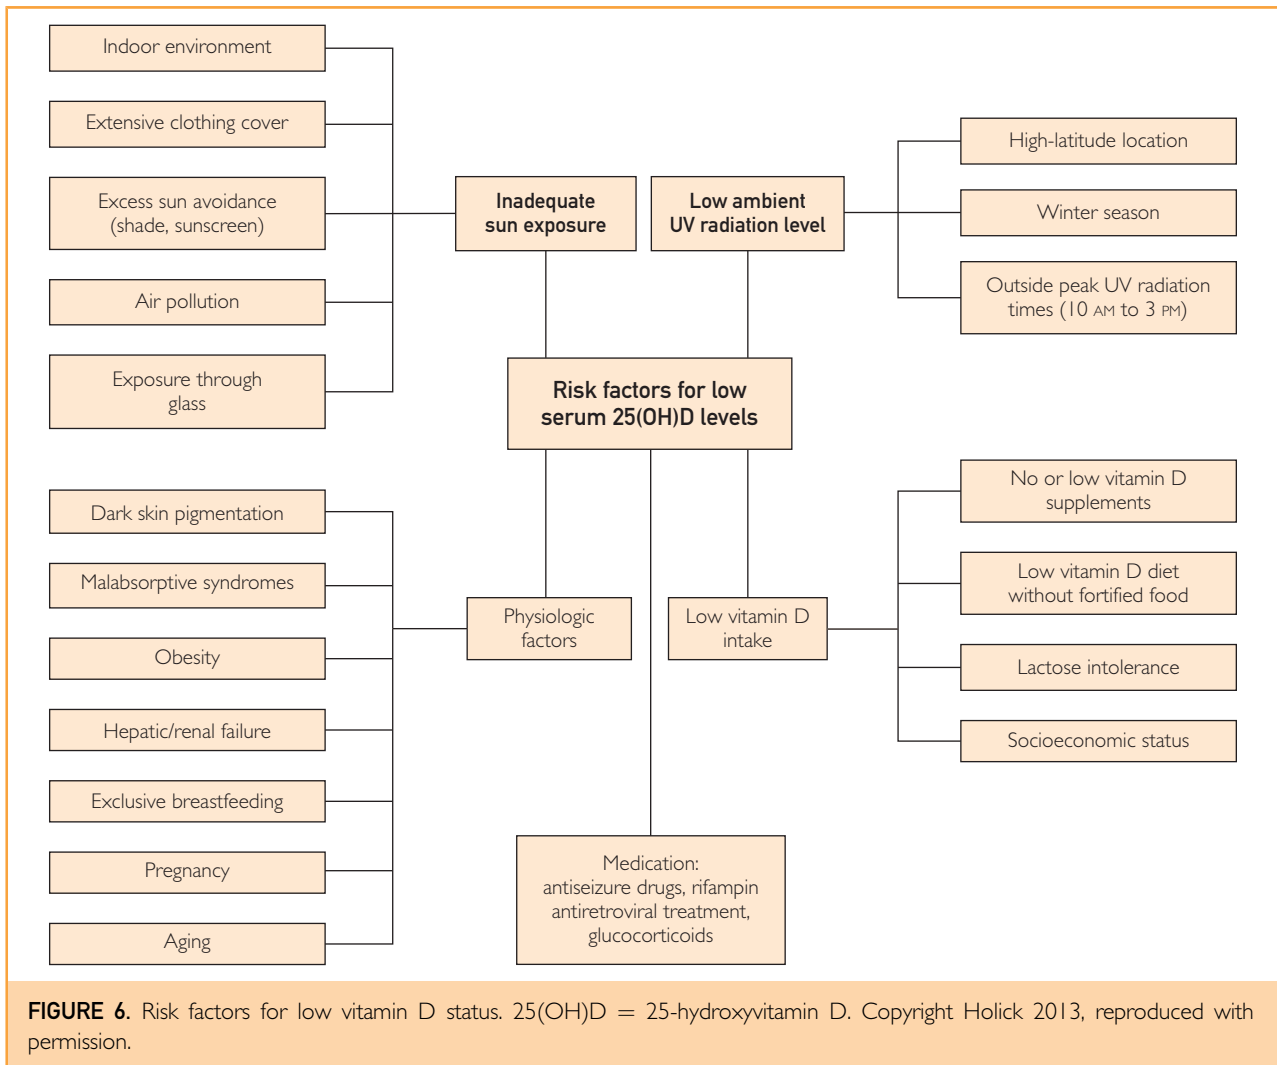 Indoor environment
Extensive clothing cover
Excess sun avoidance
(shade, sunscreen)
Air pollution
Exposure through
glass
Inadequate
sun exposure
Low ambient
UV radiation level
High-latitude location
Winter season
Outside peak UV radiation
times (10 AM to 3 PM)
Risk factors for low
serum 25(OH)D levels
Dark skin pigmentation
Malabsorptive syndromes
Obesity
Hepatic/renal failure
Exclusive breastfeeding
Pregnancy
Aging
Physiologic
factors
Low vitamin D
intake
No or low vitamin D
supplements
Low vitamin D diet
without fortified food
Lactose intolerance
Socioeconomic status
Medication:
antiseizure drugs, rifampin
antiretroviral treatment,
glucocorticoids
FIGURE 6. Risk factors for low vitamin D status. 25(OH)D = 25-hydroxyvitamin D. Copyright Holick 2013, reproduced with
permission.